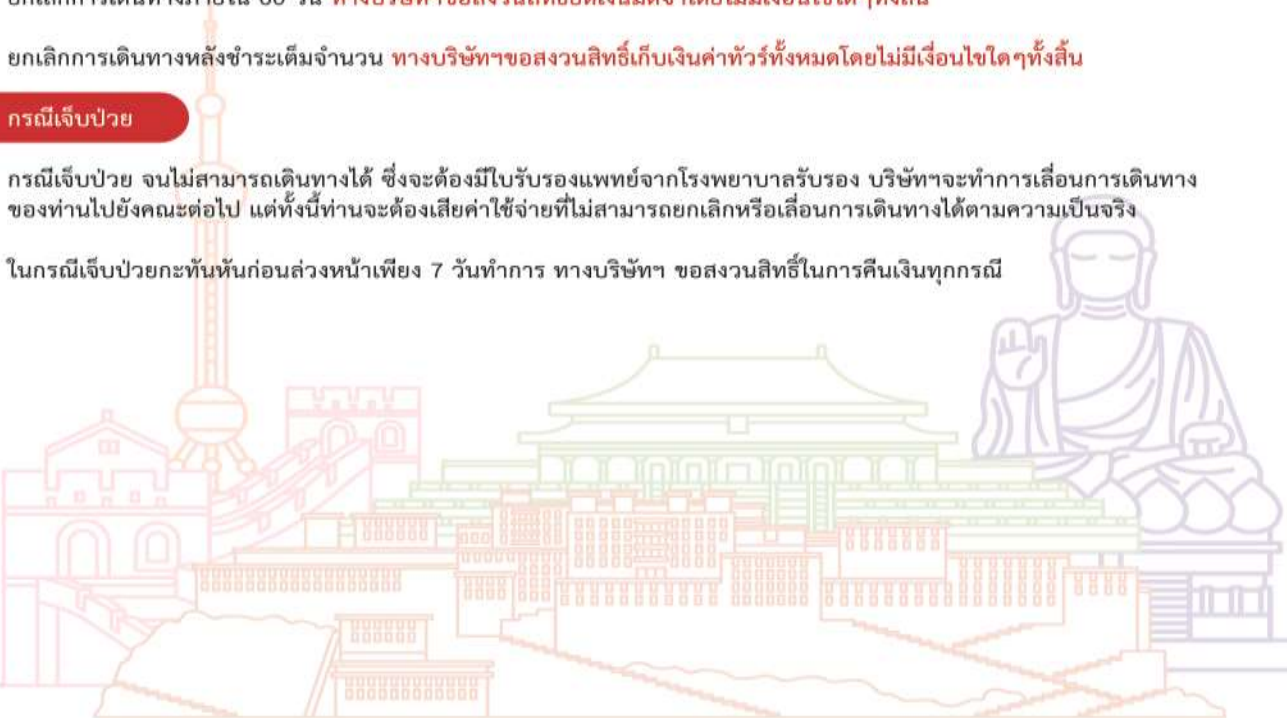 ยกเลิกการเดินทางหลังชำระเต็มจำนวน ทางบริษัทฯขอสงวนสิทธิ์เก็บเงินค่าทัวร์ทั้งหมดโดยไม่มีเงื่อนไขใดๆทั้งสิ้น
กรณีเจ็บป่วย
กรณีเจ็บป่วย จนไม่สามารถเดินทางได้ ซึ่งจะต้องมีใบรับรองแพทย์จากโรงพยาบาลรับรอง บริษัทฯจะทำการเลื่อนการเดินทาง
ของท่านไปยังคณะต่อไป แต่ทั้งนี้ท่านจะต้องเสียค่าใช้จ่ายที่ไม่สามารถยกเลิกหรือเลื่อนการเดินทางได้ตามความเป็นจริง
ในกรณีเจ็บป่วยกะทันหันก่อนล่วงหน้าเพียง 7 วันทำการ ทางบริษัทฯ ขอสงวนสิทธิ์ในการคืนเงินทุกกรณี